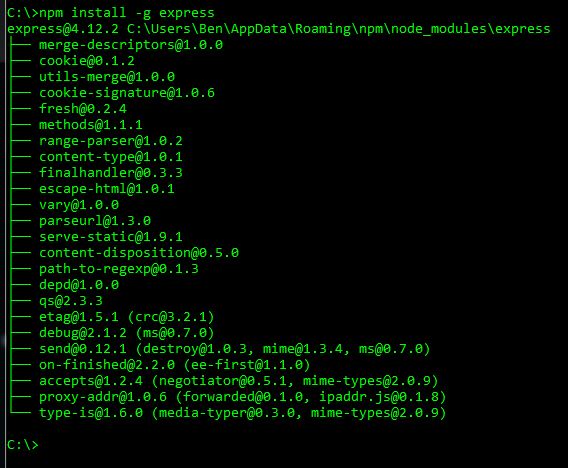 C:\>npm install -g express
express@4.12.2 C:\Users\Ben\AppData\Roaming\npm\node_modules\express
├── merge-descriptors@1.0.0
├── cookie@0.1.2
├── utils-merge@1.0.0
├── cookie-signature@1.0.6
├── fresh@0.2.4
├── methods@1.1.1
├── range-parser@1.0.2
├── content-type@1.0.1
├── finalhandler@0.3.3
├── escape-html@1.0.1
├── vary@1.0.0
├── parseurl@1.3.0
├── serve-static@1.9.1
├── content-disposition@0.5.0
├── path-to-regexp@0.1.3
├── depd@1.0.0
├── qs@2.3.3
├── etag@1.5.1 (crc@3.2.1)
├── debug@2.1.2 (ms@0.7.0)
├── send@0.12.1 (destroy@1.0.3, mime@1.3.4, ms@0.7.0)
├── on-finished@2.2.0 (ee-first@1.1.0)
├── accepts@1.2.4 (negotiator@0.5.1, mime-types@2.0.9)
├── proxy-addr@1.0.6 (forwarded@0.1.0, ipaddr.js@0.1.8)
└── type-is@1.6.0 (media-typer@0.3.0, mime-types@2.0.9)
C:\>